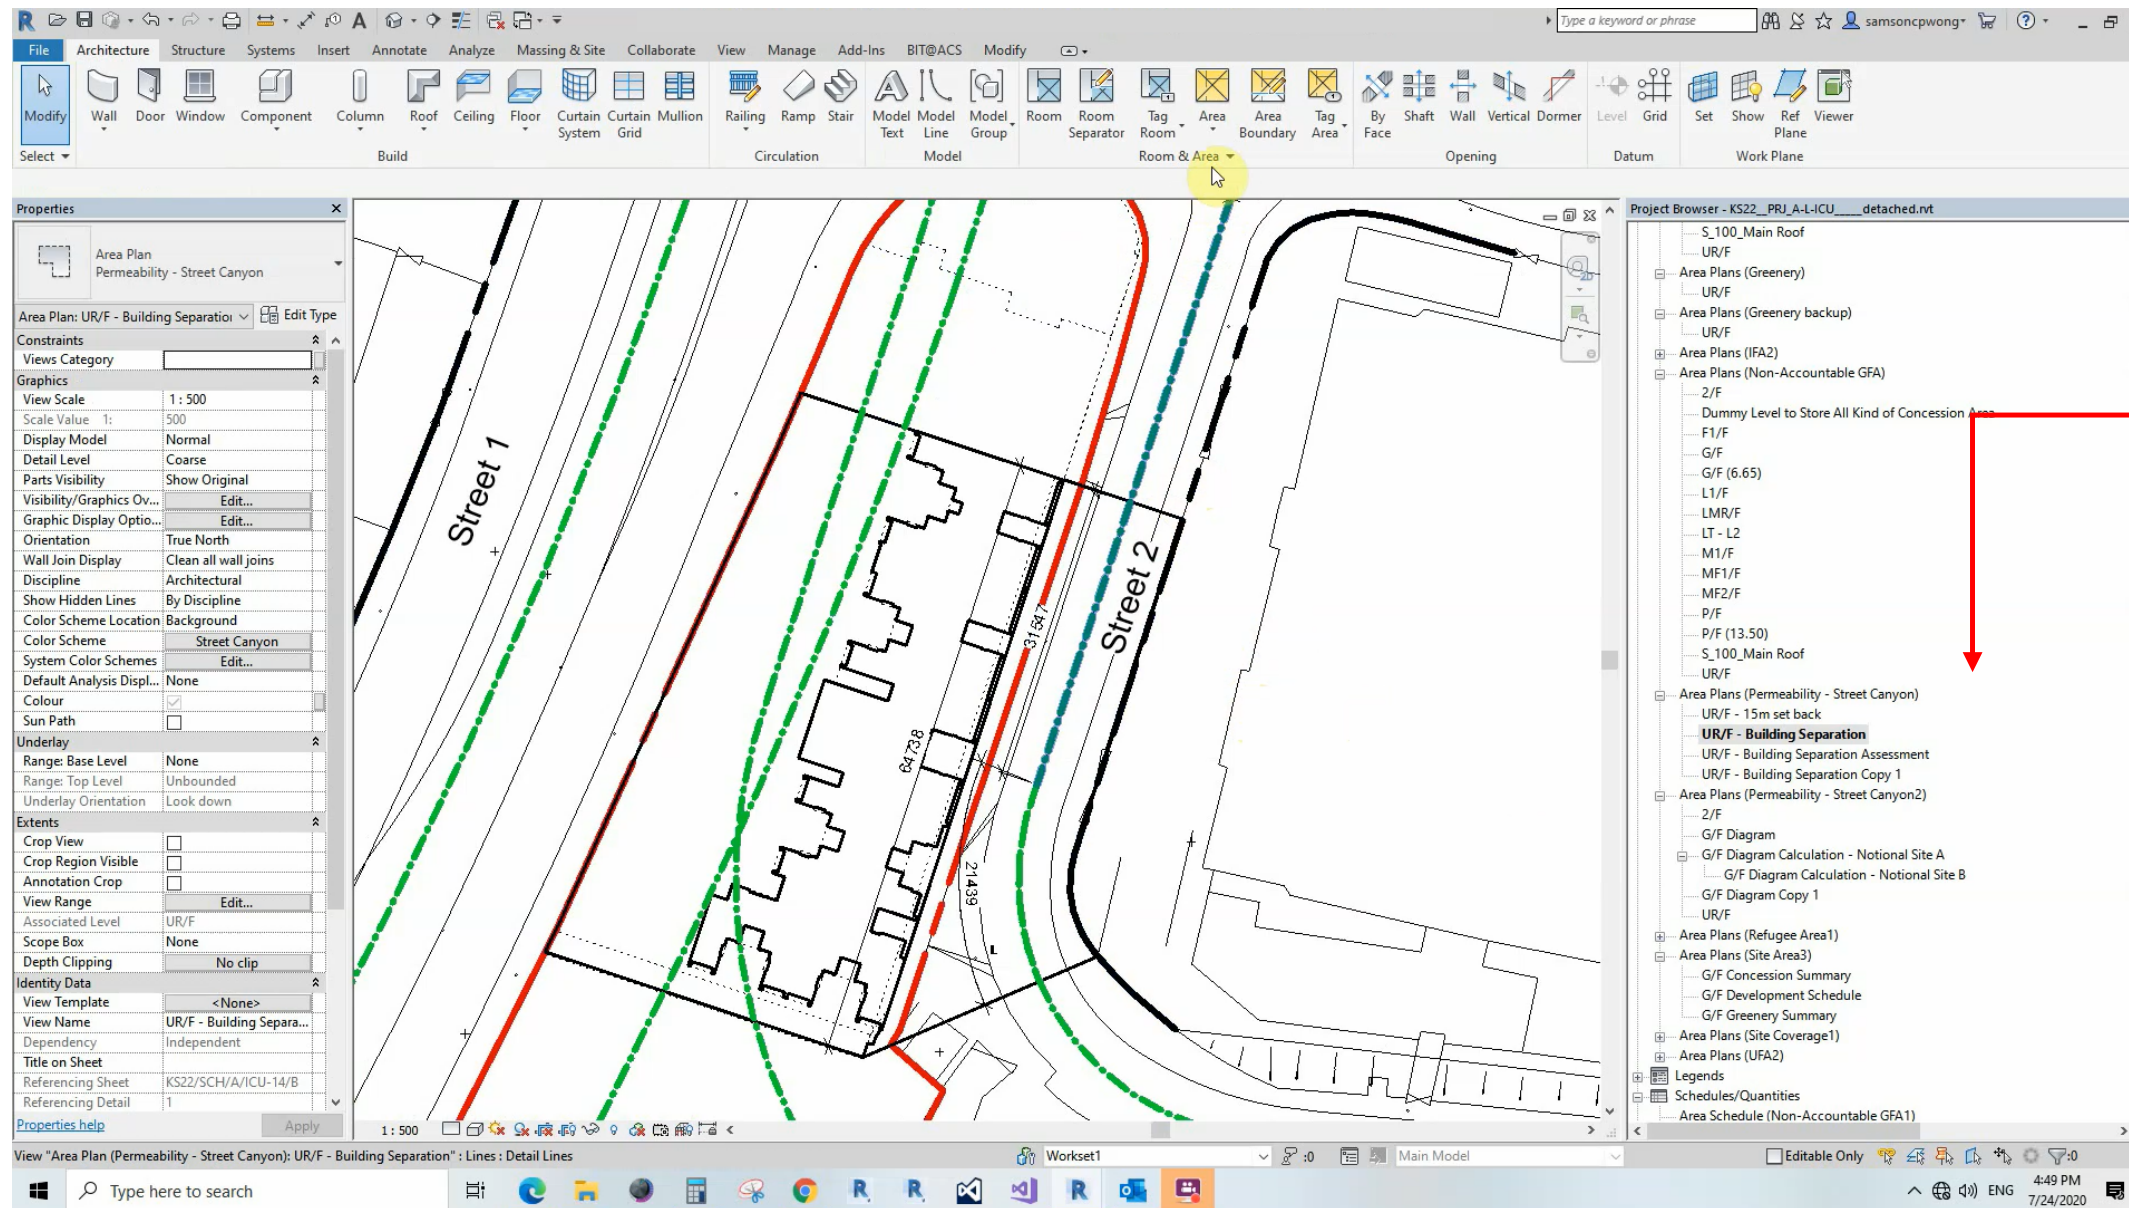 Type a keyword or phrase
samsoncpwong
File Architecture Structure Systems Insert Annotate Analyze Massing & Site Collaborate View Manage Add-Ins BIT@ACS Modify
Modify Wall Door Window Component Column Roof Ceiling Floor Curtain System Curtain Grid Mullion Railing Ramp Stair Model Text Model Line Model Group Room Room Separator Tag Room Area Area Boundary Tag Area By Face Shaft Wall Vertical Dormer Level Grid Set Show Ref Plane Viewer
Select Build Circulation Model Room & Area Opening Datum Work Plane
Properties
Area Plan
Permeability - Street Canyon
Area Plan: UR/F - Building Separatior Edit Type
Constraints
Views Category
Graphics
View Scale 1 : 500
Scale Value 1: 500
Display Model Normal
Detail Level Coarse
Parts Visibility Show Original
Visibility/Graphics Ov... Edit...
Graphic Display Optio... Edit...
Orientation True North
Wall Join Display Clean all wall joins
Discipline Architectural
Show Hidden Lines By Discipline
Color Scheme Location Background
Color Scheme Street Canyon
System Color Schemes Edit...
Default Analysis Displ... None
Colour
Sun Path
Underlay
Range: Base Level None
Range: Top Level Unbounded
Underlay Orientation Look down
Extents
Crop View
Crop Region Visible
Annotation Crop
View Range Edit...
Associated Level UR/F
Scope Box None
Depth Clipping No clip
Identity Data
View Template <None>
View Name UR/F - Building Separa...
Dependency Independent
Title on Sheet
Referencing Sheet KS22/SCH/A/ICU-14/B
Referencing Detail 1
Properties help Apply
Street 1
Street 2
31547
64738
21439
L
1 : 500
Project Browser - KS22__PRJ_A-L-ICU_____detached.rvt
S_100_Main Roof
UR/F
Area Plans (Greenery)
UR/F
Area Plans (Greenery backup)
UR/F
Area Plans (IFA2)
Area Plans (Non-Accountable GFA)
2/F
Dummy Level to Store All Kind of Concession Area
F1/F
G/F
G/F (6.65)
L1/F
LMR/F
LT - L2
M1/F
MF1/F
MF2/F
P/F
P/F (13.50)
S_100_Main Roof
UR/F
Area Plans (Permeability - Street Canyon)
UR/F - 15m set back
UR/F - Building Separation
UR/F - Building Separation Assessment
UR/F - Building Separation Copy 1
Area Plans (Permeability - Street Canyon2)
2/F
G/F Diagram
G/F Diagram Calculation - Notional Site A
G/F Diagram Calculation - Notional Site B
G/F Diagram Copy 1
UR/F
Area Plans (Refugee Area1)
Area Plans (Site Area3)
G/F Concession Summary
G/F Development Schedule
G/F Greenery Summary
Area Plans (Site Coverage1)
Area Plans (UFA2)
Legends
Schedules/Quantities
Area Schedule (Non-Accountable GFA1)
View "Area Plan (Permeability - Street Canyon): UR/F - Building Separation" : Lines : Detail Lines
Workset1 :0 Main Model Editable Only :0
Type here to search
ENG
4:49 PM
7/24/2020